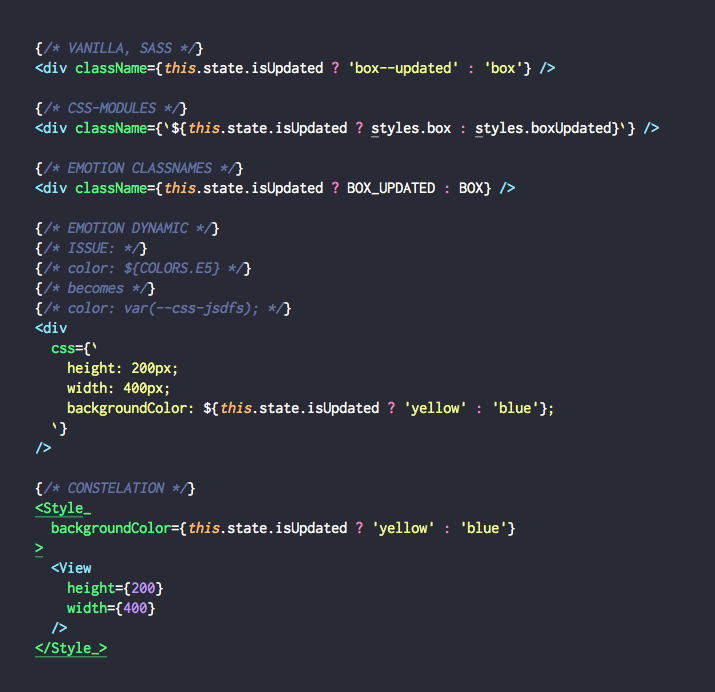 {/* VANILLA, SASS */}
<div className={this.state.isUpdated ? 'box--updated' : 'box'} />
{/* CSS-MODULES */}
<div className={`${this.state.isUpdated ? styles.box : styles.boxUpdated}`} />
{/* EMOTION CLASSNAMES */}
<div className={this.state.isUpdated ? BOX_UPDATED : BOX} />
{/* EMOTION DYNAMIC */}
{/* ISSUE: */}
{/* color: ${COLORS.E5} */}
{/* becomes */}
{/* color: var(--css-jsdfs); */}
<div
css={`
height: 200px;
width: 400px;
backgroundColor: ${this.state.isUpdated ? 'yellow' : 'blue'};
`}
/>
{/* CONSTELATION */}
<Style_
backgroundColor={this.state.isUpdated ? 'yellow' : 'blue'}
>
<View
height={200}
width={400}
/>
</Style_>